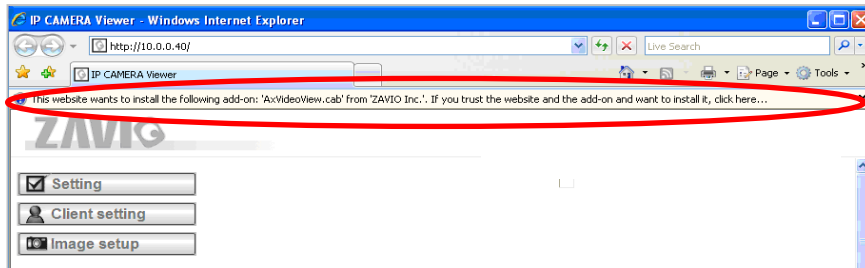 IP CAMERA Viewer - Windows Internet Explorer
http://10.0.0.40/
Live Search
IP CAMERA Viewer
Page
Tools
This website wants to install the following add-on: 'AxVideoView.cab' from 'ZAVIO Inc.'. If you trust the website and the add-on and want to install it, click here...
ZAVIO
Setting
Client setting
Image setup